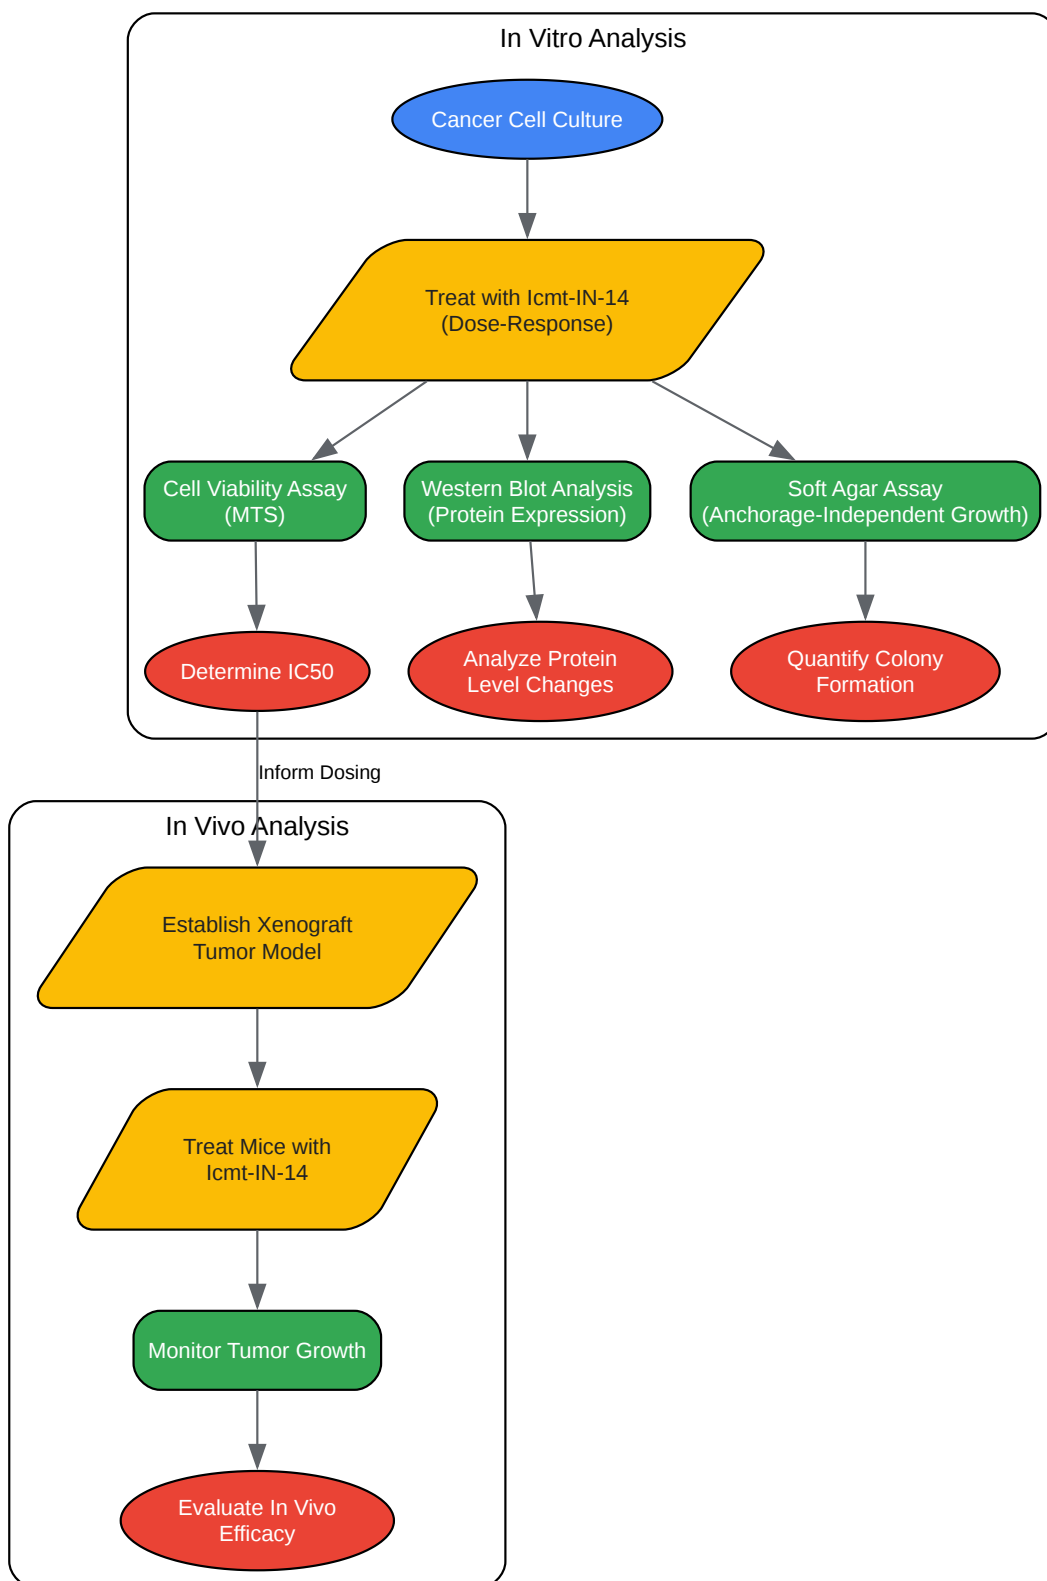 In Vitro Analysis
Cancer Cell Culture
Treat with Icmt-IN-14
(Dose-Response)
Cell Viability Assay
(MTS)
Western Blot Analysis
(Protein Expression)
Soft Agar Assay
(Anchorage-Independent Growth)
Determine IC50
Analyze Protein
Level Changes
Quantify Colony
Formation
Inform Dosing
In Vivo Analysis
Establish Xenograft
Tumor Model
Treat Mice with
Icmt-IN-14
Monitor Tumor Growth
Evaluate In Vivo
Efficacy